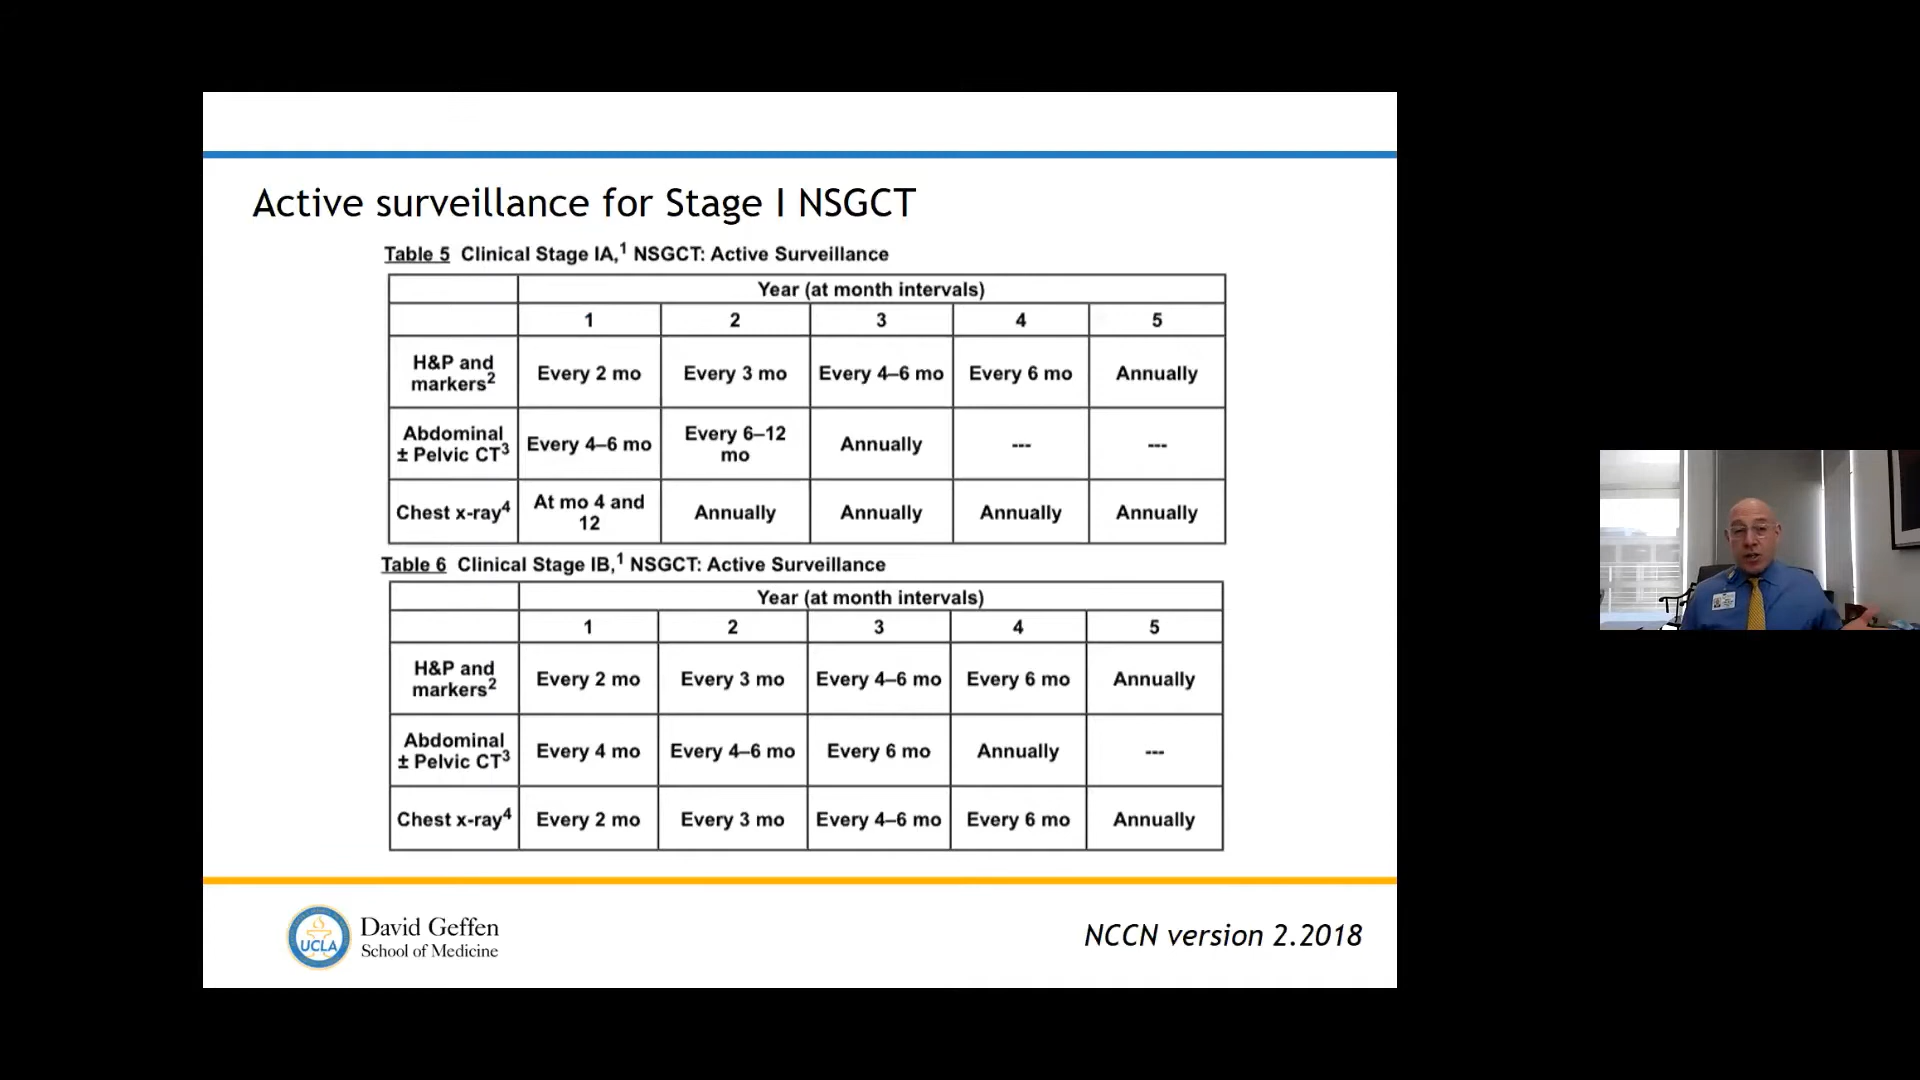 Active surveillance for Stage I NSGCT
Table 5 Clinical Stage IA,1 NSGCT: Active Surveillance
Year (at month intervals)
1 2 3 4 5
H&P and markers2 Every 2 mo Every 3 mo Every 4–6 mo Every 6 mo Annually
Abdominal ± Pelvic CT3 Every 4–6 mo Every 6–12 mo Annually --- ---
Chest x-ray4 At mo 4 and 12 Annually Annually Annually Annually
Table 6 Clinical Stage IB,1 NSGCT: Active Surveillance
Year (at month intervals)
1 2 3 4 5
H&P and markers2 Every 2 mo Every 3 mo Every 4–6 mo Every 6 mo Annually
Abdominal ± Pelvic CT3 Every 4 mo Every 4–6 mo Every 6 mo Annually ---
Chest x-ray4 Every 2 mo Every 3 mo Every 4–6 mo Every 6 mo Annually
UCLA
David Geffen
School of Medicine
NCCN version 2.2018